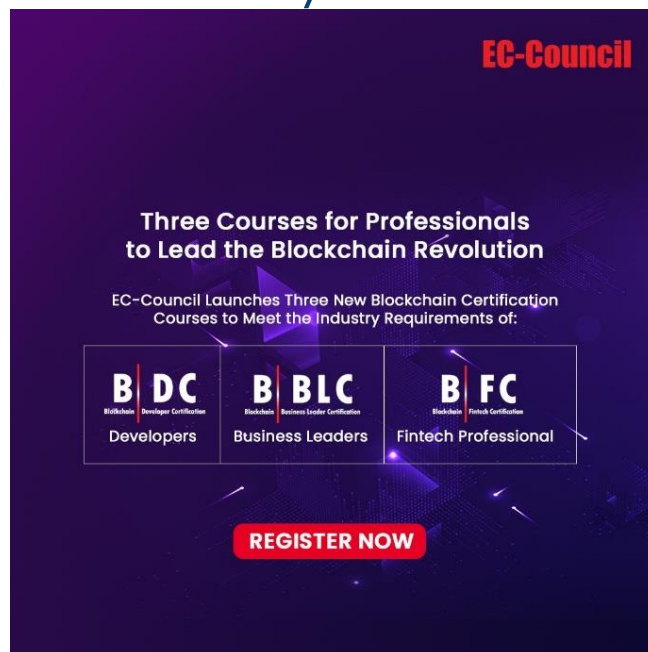 EC-Council
Three Courses for Professionals
to Lead the Blockchain Revolution
EC-Council Launches Three New Blockchain Certification
Courses to Meet the Industry Requirements of:
B DC
Blockchain Developer Certification
Developers
B BLC
Blockchain Business Leader Certification
Business Leaders
B FC
Blockchain Fintech Certification
Fintech Professional
REGISTER NOW